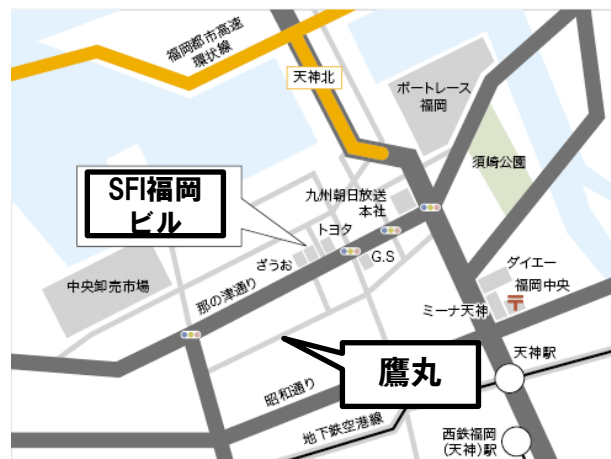 福岡都市高速
環状線
天神北
ボートレース
福岡
須崎公園
SFI福岡
ビル
九州朝日放送
本社
トヨタ
ざうお
G.S
中央卸売市場
那の津通り
ダイエー
福岡中央
ミーナ天神
鷹丸
天神駅
昭和通り
地下鉄空港線
西鉄福岡
(天神)駅